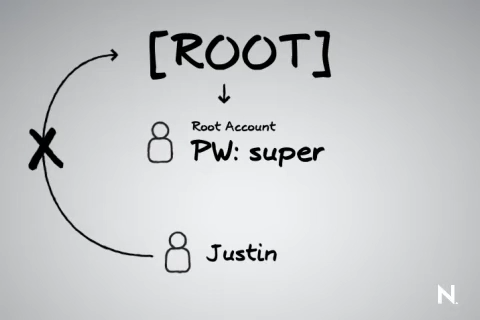 [ROOT]
Root Account
PW: super
Justin
N.